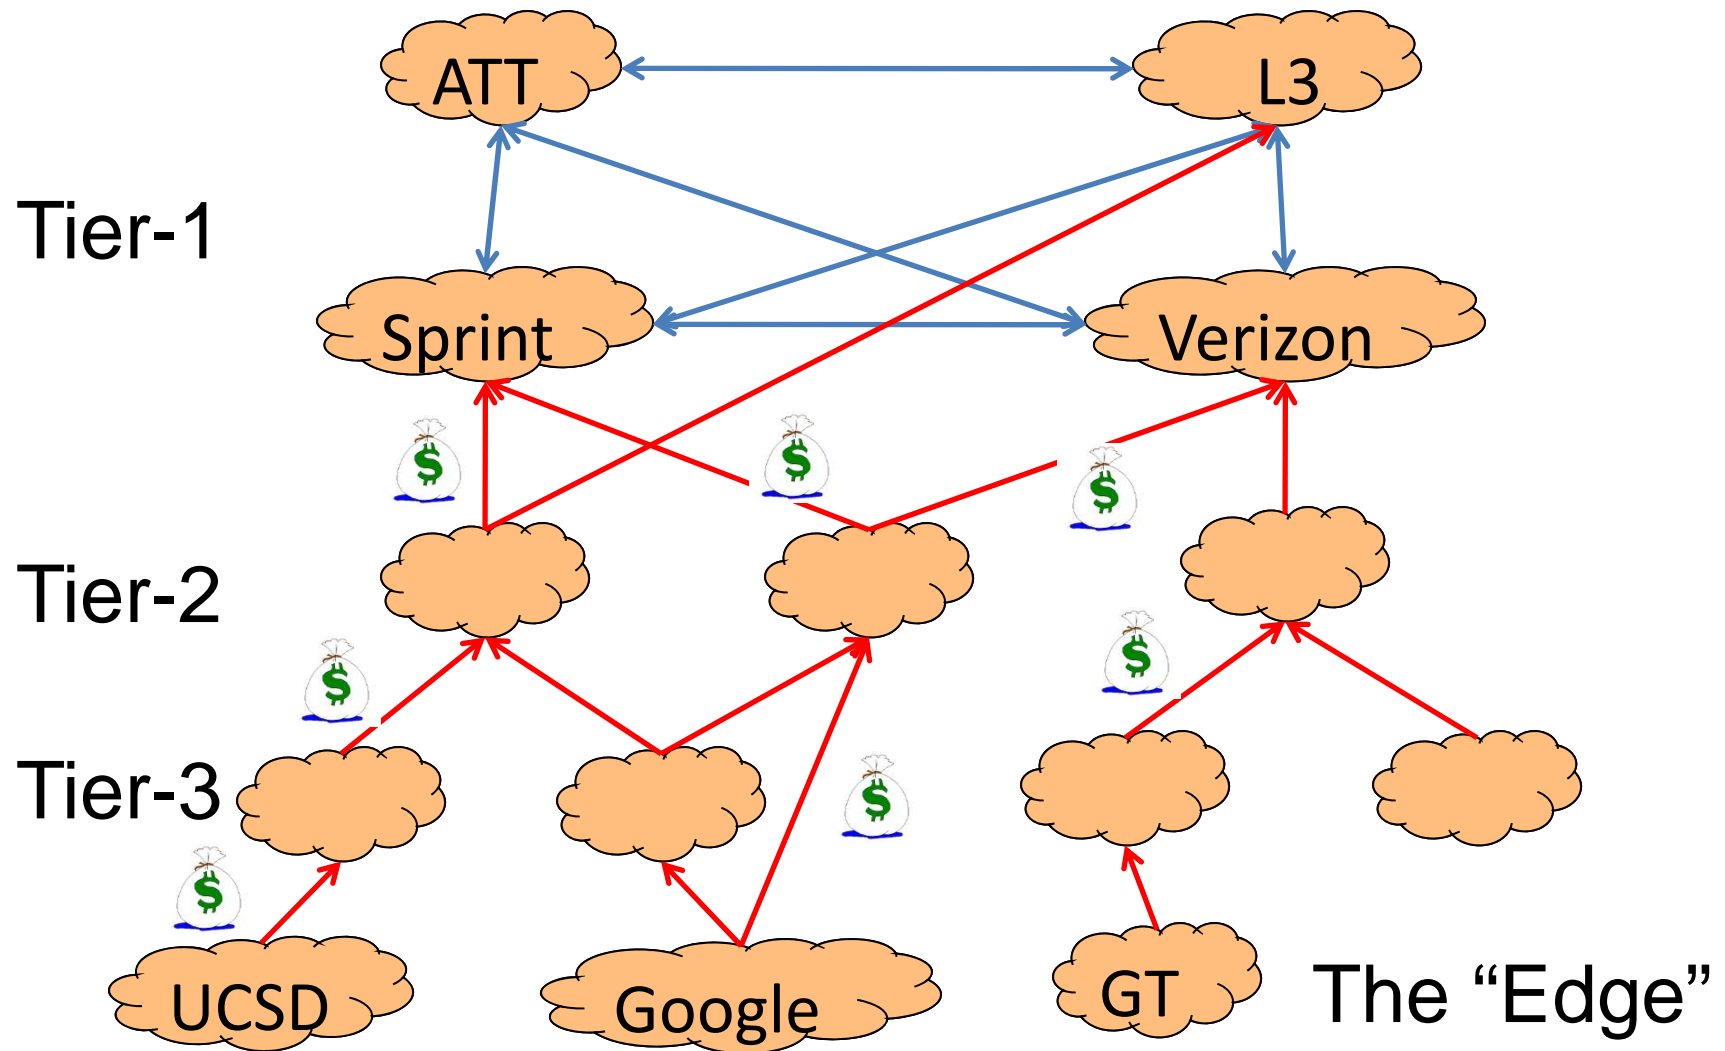 ATT
L3
Tier-1
Sprint
Verizon
$
$
$
Tier-2
$
$
Tier-3
$
$
UCSD
Google
GT
The “Edge”